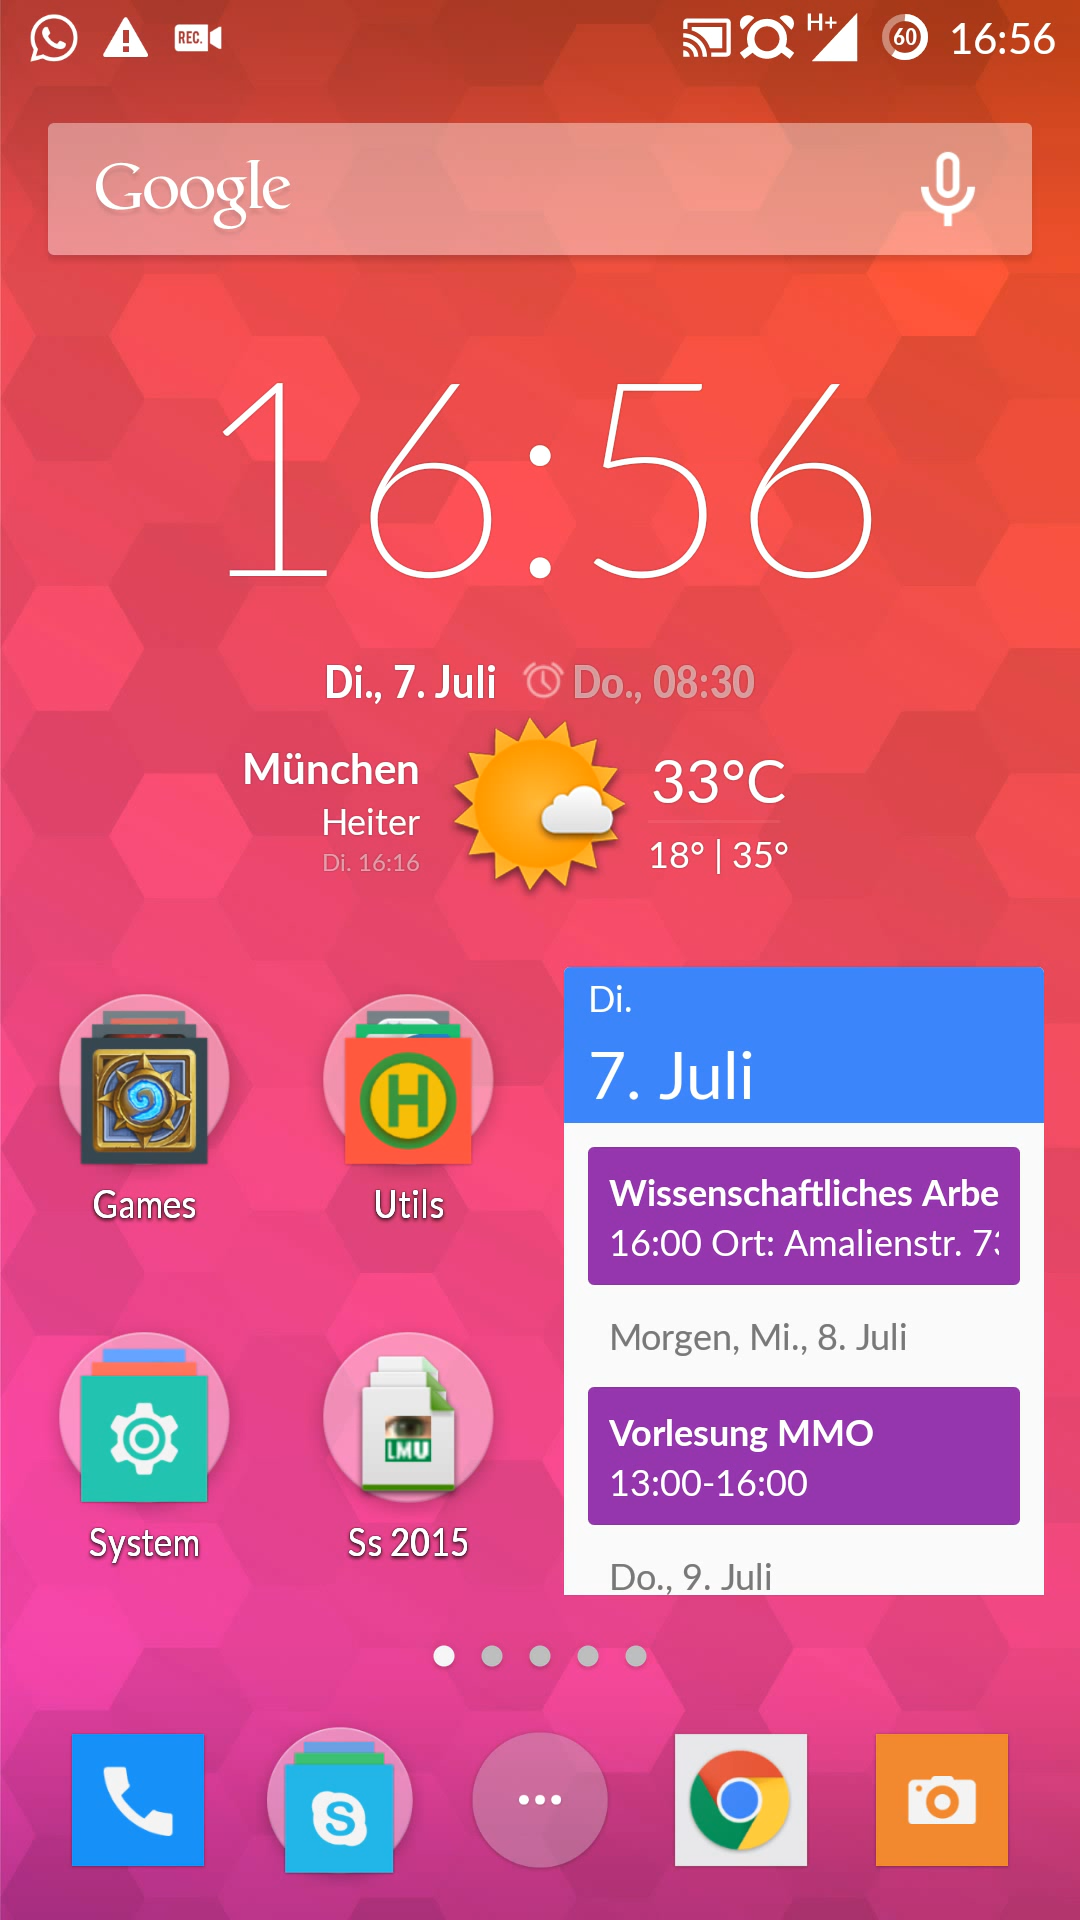 REC.
H+
60
16:56
Google
16:56
Di., 7. Juli
Do., 08:30
München
Heiter
Di. 16:16
33°C
18° | 35°
Di.
7. Juli
Wissenschaftliches Arbe
16:00 Ort: Amalienstr. 73
Morgen, Mi., 8. Juli
Vorlesung MMO
13:00-16:00
Do., 9. Juli
H
Games
Utils
LMU
System
Ss 2015
S